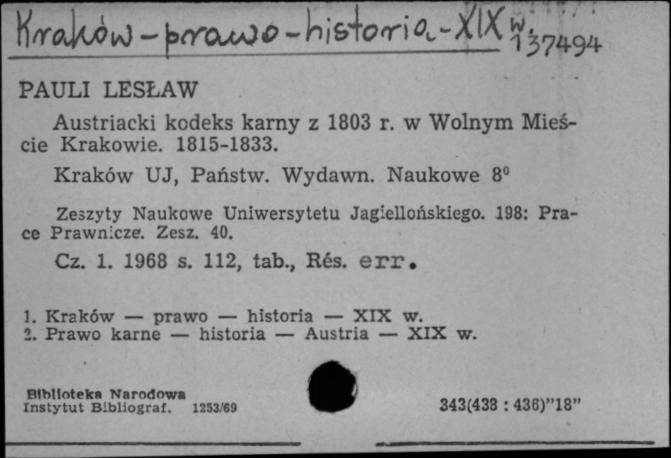 Kraków - prawo - historia - XIX w.
137494
PAULI LESŁAW
Austriacki kodeks karny z 1803 r. w Wolnym Mieś-
cie Krakowie. 1815-1833.
Kraków UJ, Państw. Wydawn. Naukowe 8⁰
Zeszyty Naukowe Uniwersytetu Jagiellońskiego. 198: Pra-
ce Prawnicze. Zesz. 40.
Cz. 1. 1968 s. 112, tab., Rés. err.
1. Kraków — prawo — historia — XIX w.
2. Prawo karne — historia — Austria — XIX w.
Biblioteka Narodowa
Instytut Bibliograf. 1253/69
343(438 : 436)"18"